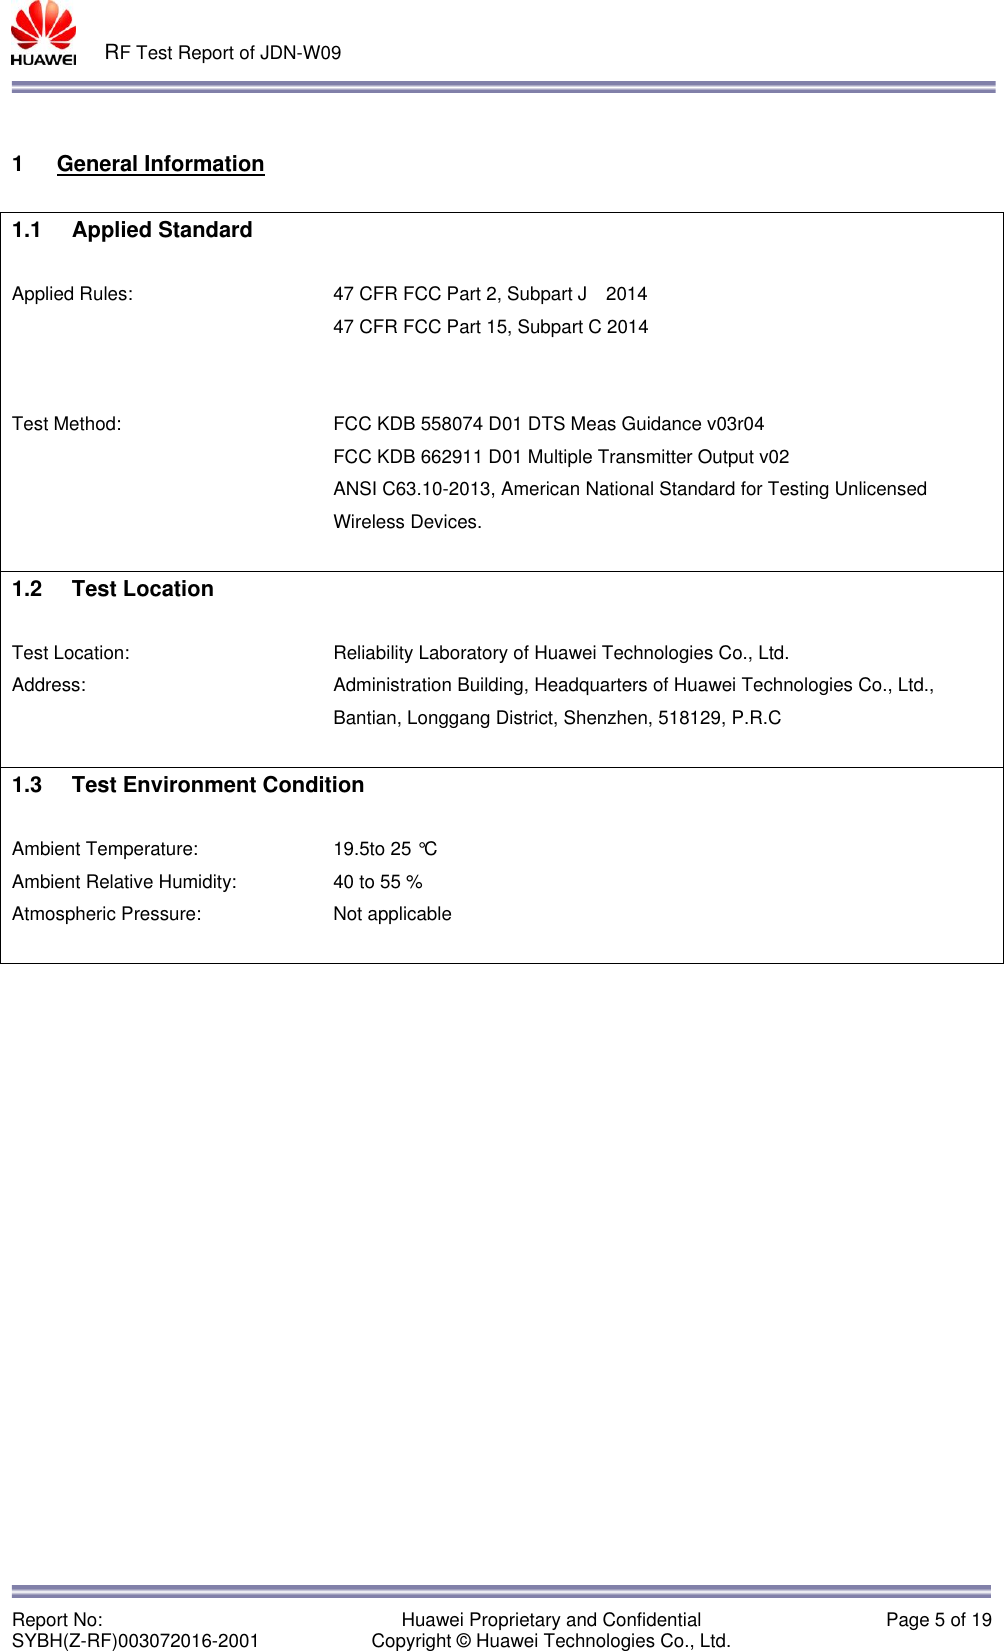 HUAWEI
RF Test Report of JDN-W09
1 General Information
1.1 Applied Standard
Applied Rules: 47 CFR FCC Part 2, Subpart J 2014
47 CFR FCC Part 15, Subpart C 2014
Test Method: FCC KDB 558074 D01 DTS Meas Guidance v03r04
FCC KDB 662911 D01 Multiple Transmitter Output v02
ANSI C63.10-2013, American National Standard for Testing Unlicensed
Wireless Devices.
1.2 Test Location
Test Location: Reliability Laboratory of Huawei Technologies Co., Ltd.
Address: Administration Building, Headquarters of Huawei Technologies Co., Ltd.,
Bantian, Longgang District, Shenzhen, 518129, P.R.C
1.3 Test Environment Condition
Ambient Temperature: 19.5to 25 °C
Ambient Relative Humidity: 40 to 55 %
Atmospheric Pressure: Not applicable
Report No: Huawei Proprietary and Confidential Page 5 of 19
SYBH(Z-RF)003072016-2001 Copyright © Huawei Technologies Co., Ltd.